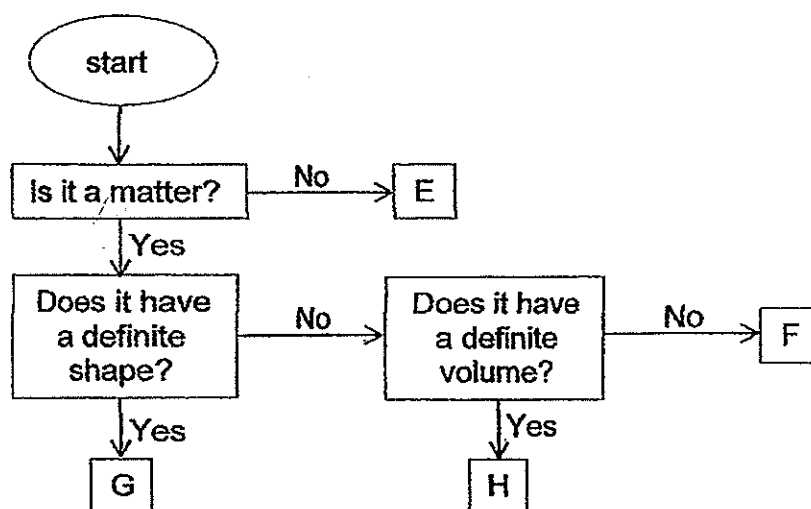 start
Is it a matter?
No
E
Yes
Does it have
a definite
shape?
No
Does it have
a definite
volume?
No
F
Yes
G
Yes
H